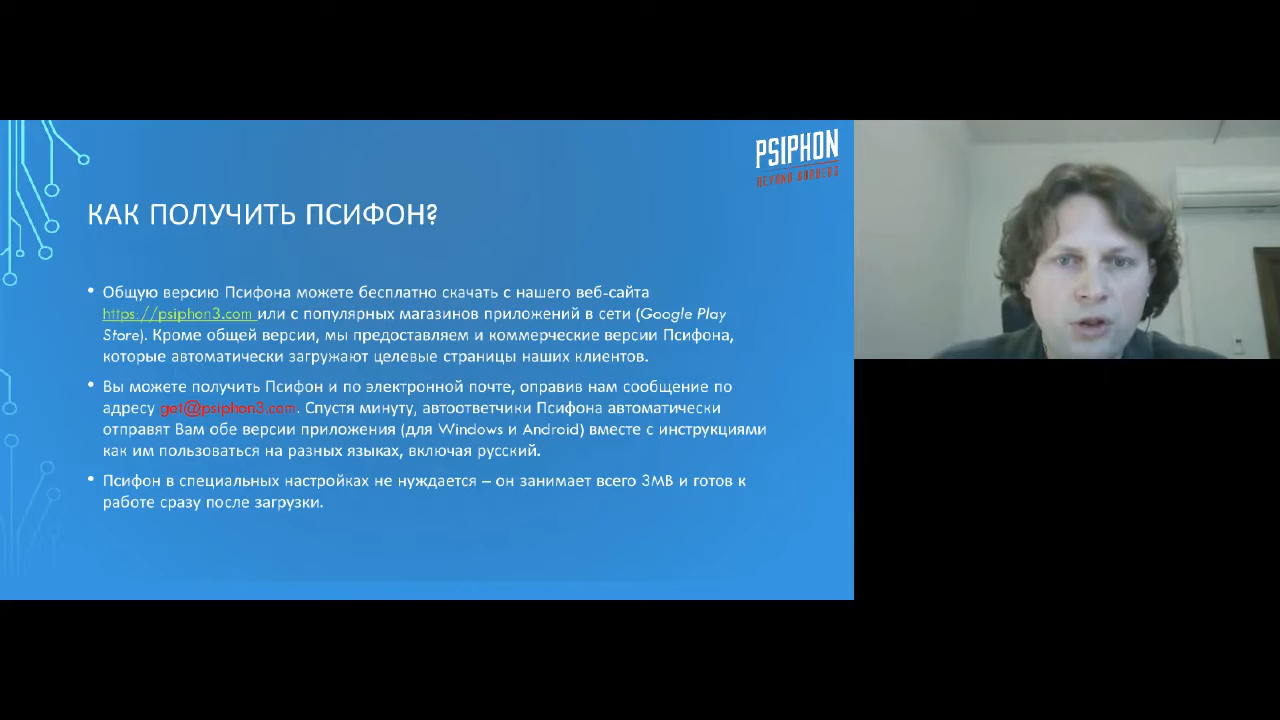 PSIPHON
BEYOND BORDERS
КАК ПОЛУЧИТЬ ПСИФОН?
• Общую версию Псифона можете бесплатно скачать с нашего веб-сайта
https://psiphon3.com или с популярных магазинов приложений в сети (Google Play
Store). Кроме общей версии, мы предоставляем и коммерческие версии Псифона,
которые автоматически загружают целевые страницы наших клиентов.
• Вы можете получить Псифон и по электронной почте, оправив нам сообщение по
адресу get@psiphon3.com. Спустя минуту, автоответчики Псифона автоматически
отправят Вам обе версии приложения (для Windows и Android) вместе с инструкциями
как им пользоваться на разных языках, включая русский.
• Псифон в специальных настройках не нуждается – он занимает всего 3МВ и готов к
работе сразу после загрузки.